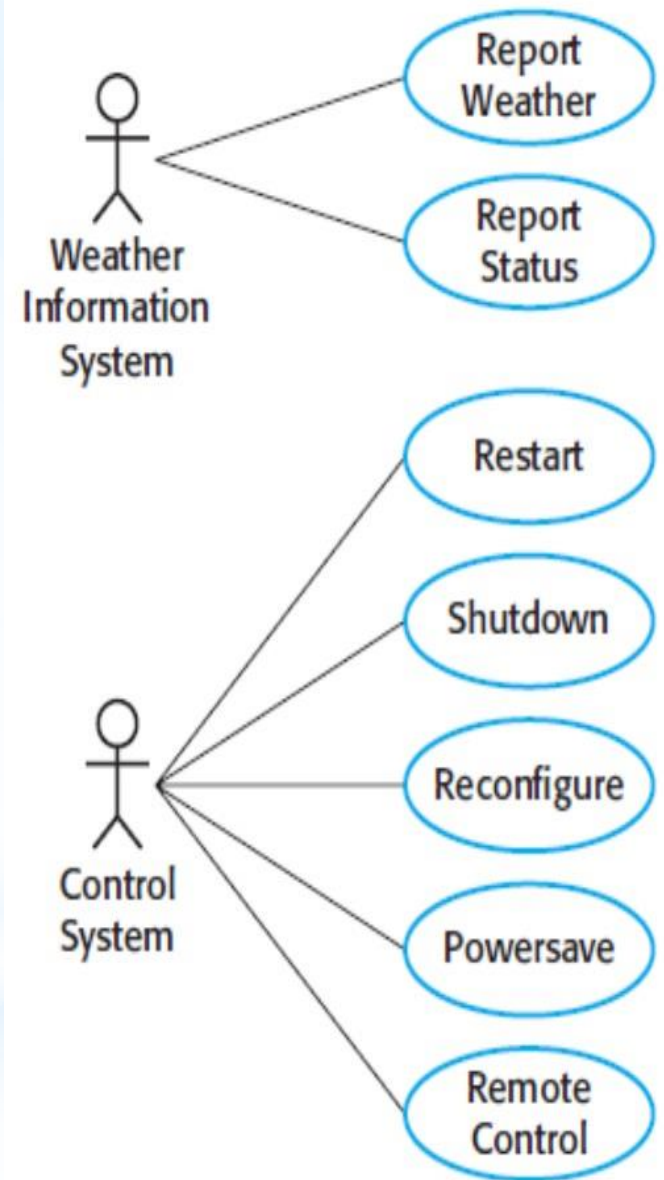 Report
Weather
Report
Status
Weather
Information
System
Restart
Shutdown
Reconfigure
Control
System
Powersave
Remote
Control